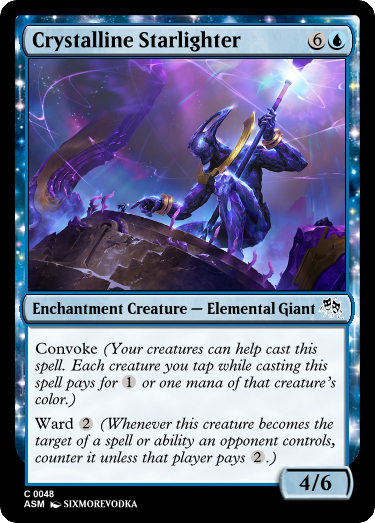 Crystalline Starlighter 6
Enchantment Creature — Elemental Giant
Convoke (Your creatures can help cast this
spell. Each creature you tap while casting this
spell pays for 1 or one mana of that creature's
color.)
Ward 2 (Whenever this creature becomes the
target of a spell or ability an opponent controls,
counter it unless that player pays 2.)
4/6
C 0048
ASM SIXMOREVODKA